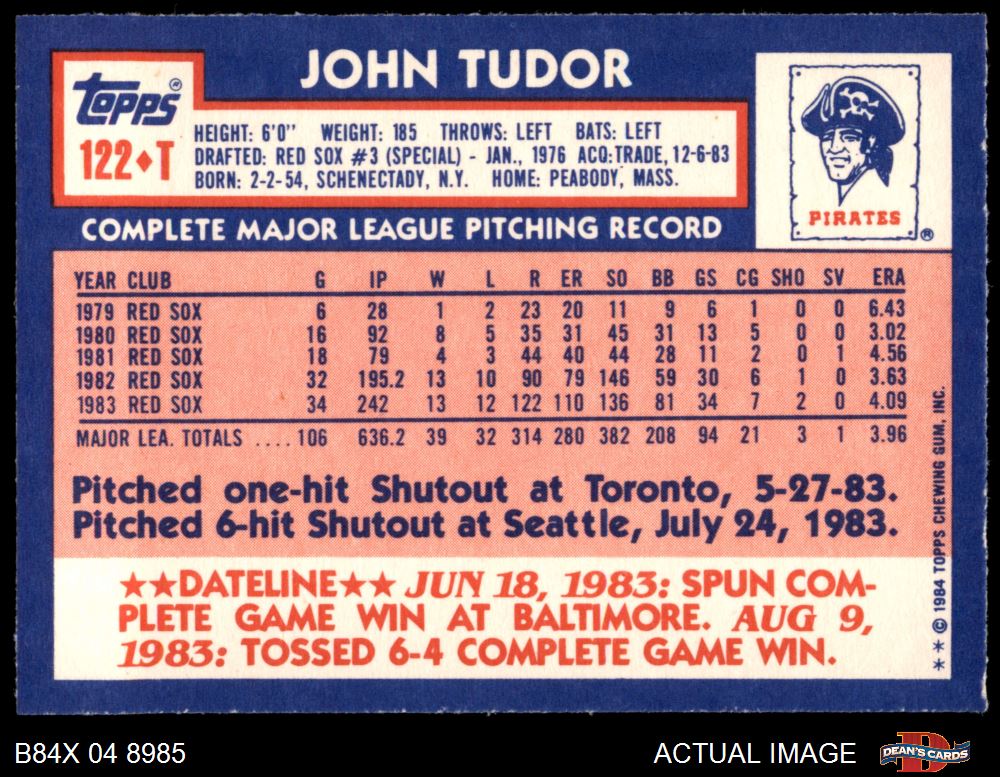 JOHN TUDOR
Topps®
122♦T
HEIGHT: 6'0" WEIGHT: 185 THROWS: LEFT BATS: LEFT
DRAFTED: RED SOX #3 (SPECIAL) - JAN., 1976 ACQ:TRADE, 12-6-83
BORN: 2-2-54, SCHENECTADY, N.Y. HOME: PEABODY, MASS.
PIRATES ®
COMPLETE MAJOR LEAGUE PITCHING RECORD
YEAR CLUB G IP W L R ER SO BB GS CG SHO SV ERA
1979 RED SOX 6 28 1 2 23 20 11 9 6 1 0 0 6.43
1980 RED SOX 16 92 8 5 35 31 45 31 13 5 0 0 3.02
1981 RED SOX 18 79 4 3 44 40 44 28 11 2 0 1 4.56
1982 RED SOX 32 195.2 13 10 90 79 146 59 30 6 1 0 3.63
1983 RED SOX 34 242 13 12 122 110 136 81 34 7 2 0 4.09
MAJOR LEA. TOTALS .... 106 636.2 39 32 314 280 382 208 94 21 3 1 3.96
Pitched one-hit Shutout at Toronto, 5-27-83.
Pitched 6-hit Shutout at Seattle, July 24, 1983.
★★DATELINE★★ JUN 18, 1983: SPUN COM-
PLETE GAME WIN AT BALTIMORE. AUG 9,
1983: TOSSED 6-4 COMPLETE GAME WIN.
** © 1984 TOPPS CHEWING GUM, INC.
B84X 04 8985
ACTUAL IMAGE
D
DEAN'S CARDS